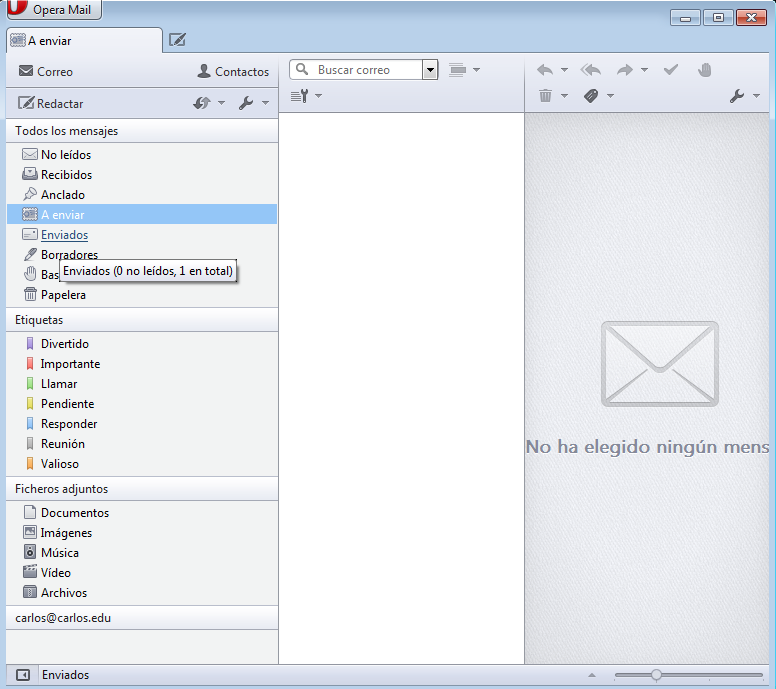 Opera Mail
A enviar
Correo
Contactos
Redactar
Todos los mensajes
No leídos
Recibidos
Anclado
A enviar
Enviados
Borradores
Enviados (0 no leídos, 1 en total)
Bas
Papelera
Etiquetas
Divertido
Importante
Llamar
Pendiente
Responder
Reunión
Valioso
Ficheros adjuntos
Documentos
Imágenes
Música
Vídeo
Archivos
carlos@carlos.edu
Enviados
Buscar correo
No ha elegido ningún mens